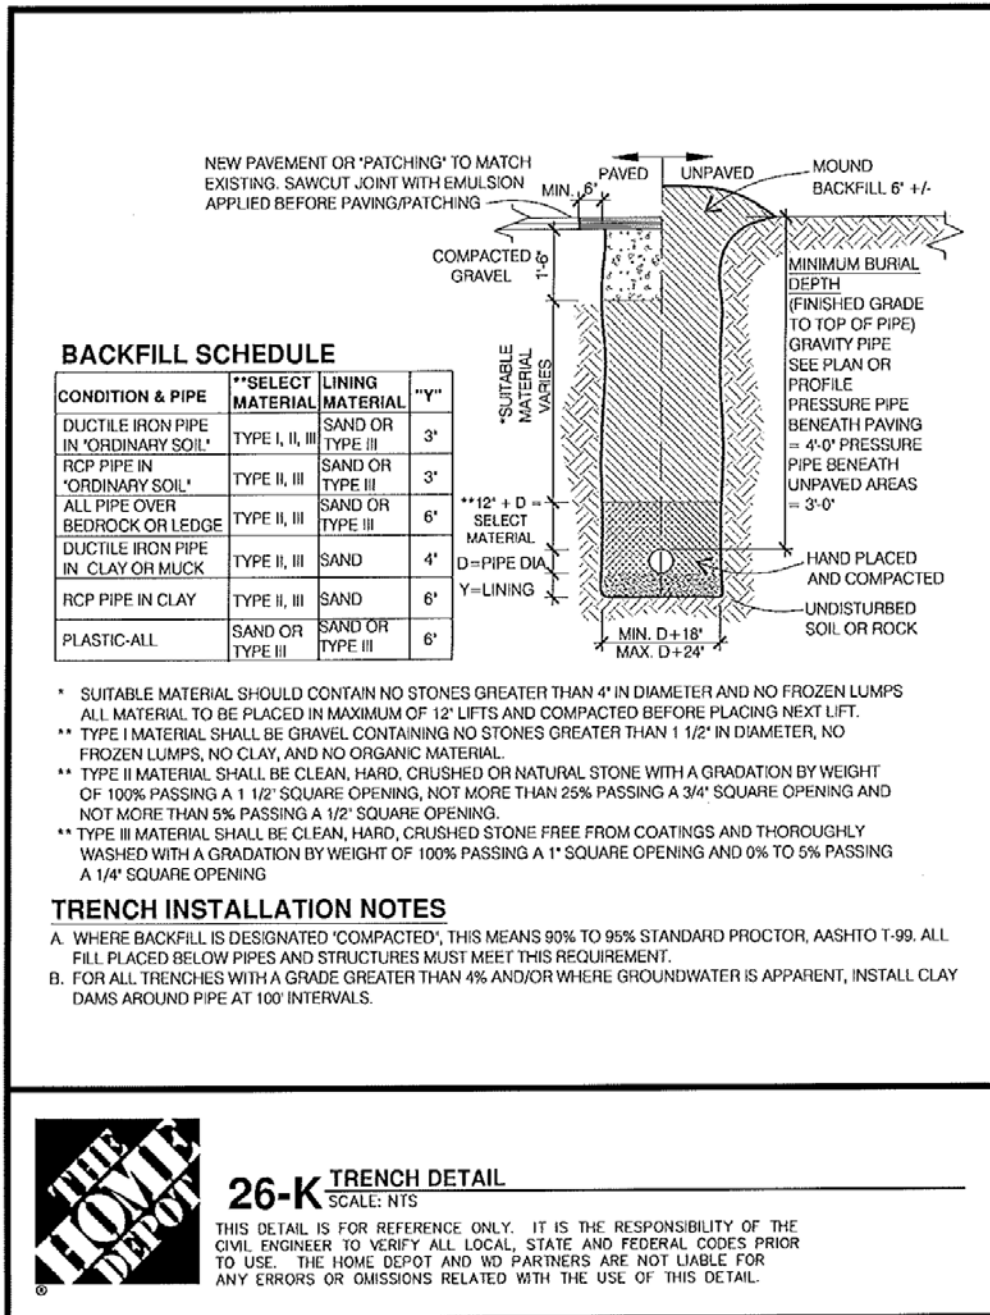 NEW PAVEMENT OR 'PATCHING' TO MATCH
EXISTING. SAWCUT JOINT WITH EMULSION
APPLIED BEFORE PAVING/PATCHING
MIN. 6"
PAVED
UNPAVED
MOUND
BACKFILL 6" +/-
COMPACTED
GRAVEL
1'-6"
MINIMUM BURIAL
DEPTH
(FINISHED GRADE
TO TOP OF PIPE)
GRAVITY PIPE
SEE PLAN OR
PROFILE
PRESSURE PIPE
BENEATH PAVING
= 4'-0" PRESSURE
PIPE BENEATH
UNPAVED AREAS
= 3'-0"
*SUITABLE
MATERIAL
VARIES
**12" + D =
SELECT
MATERIAL
D=PIPE DIA
Y=LINING
HAND PLACED
AND COMPACTED
UNDISTURBED
SOIL OR ROCK
MIN. D+18"
MAX. D+24"
BACKFILL SCHEDULE
CONDITION & PIPE **SELECT MATERIAL LINING MATERIAL "Y"
DUCTILE IRON PIPE IN "ORDINARY SOIL" TYPE I, II, III SAND OR TYPE III 3"
RCP PIPE IN "ORDINARY SOIL" TYPE II, III SAND OR TYPE III 3"
ALL PIPE OVER BEDROCK OR LEDGE TYPE II, III SAND OR TYPE III 6"
DUCTILE IRON PIPE IN CLAY OR MUCK TYPE II, III SAND 4"
RCP PIPE IN CLAY TYPE II, III SAND 6"
PLASTIC-ALL SAND OR TYPE III SAND OR TYPE III 6"
* SUITABLE MATERIAL SHOULD CONTAIN NO STONES GREATER THAN 4" IN DIAMETER AND NO FROZEN LUMPS
ALL MATERIAL TO BE PLACED IN MAXIMUM OF 12" LIFTS AND COMPACTED BEFORE PLACING NEXT LIFT.
** TYPE I MATERIAL SHALL BE GRAVEL CONTAINING NO STONES GREATER THAN 1 1/2" IN DIAMETER, NO
FROZEN LUMPS, NO CLAY, AND NO ORGANIC MATERIAL.
** TYPE II MATERIAL SHALL BE CLEAN, HARD, CRUSHED OR NATURAL STONE WITH A GRADATION BY WEIGHT
OF 100% PASSING A 1 1/2" SQUARE OPENING, NOT MORE THAN 25% PASSING A 3/4" SQUARE OPENING AND
NOT MORE THAN 5% PASSING A 1/2" SQUARE OPENING.
** TYPE III MATERIAL SHALL BE CLEAN, HARD, CRUSHED STONE FREE FROM COATINGS AND THOROUGHLY
WASHED WITH A GRADATION BY WEIGHT OF 100% PASSING A 1" SQUARE OPENING AND 0% TO 5% PASSING
A 1/4" SQUARE OPENING
TRENCH INSTALLATION NOTES
A. WHERE BACKFILL IS DESIGNATED "COMPACTED", THIS MEANS 90% TO 95% STANDARD PROCTOR, AASHTO T-99. ALL
FILL PLACED BELOW PIPES AND STRUCTURES MUST MEET THIS REQUIREMENT.
B. FOR ALL TRENCHES WITH A GRADE GREATER THAN 4% AND/OR WHERE GROUNDWATER IS APPARENT, INSTALL CLAY
DAMS AROUND PIPE AT 100' INTERVALS.
THE
HOME
DEPOT
®
26-K TRENCH DETAIL
SCALE: NTS
THIS DETAIL IS FOR REFERENCE ONLY. IT IS THE RESPONSIBILITY OF THE
CIVIL ENGINEER TO VERIFY ALL LOCAL, STATE AND FEDERAL CODES PRIOR
TO USE. THE HOME DEPOT AND WD PARTNERS ARE NOT LIABLE FOR
ANY ERRORS OR OMISSIONS RELATED WITH THE USE OF THIS DETAIL.